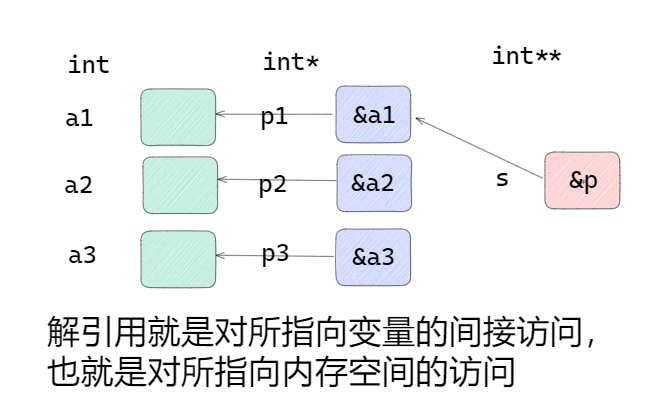 int int* int**
a1 p1 &a1
a2 p2 &a2 s &p
a3 p3 &a3
解引用就是对所指向变量的间接访问,
也就是对所指向内存空间的访问